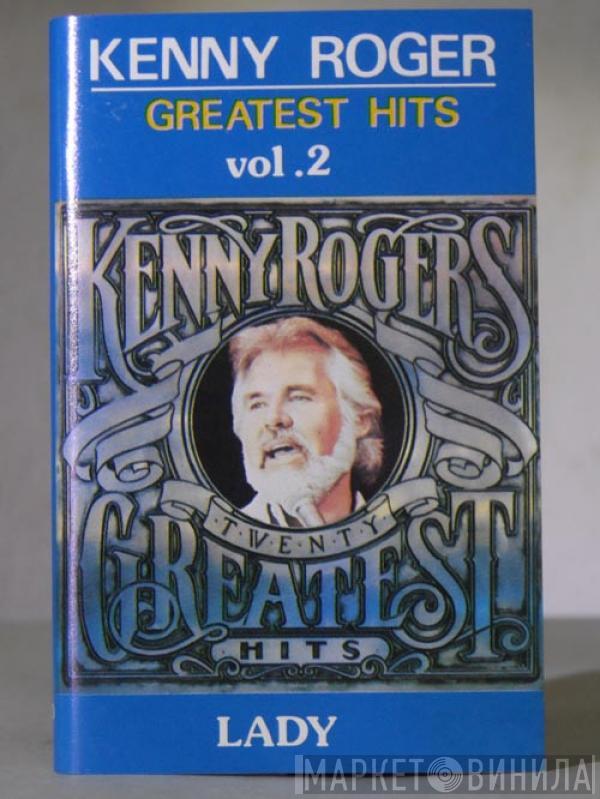 KENNY ROGER
GREATEST HITS
vol .2
KENNY ROGERS
·TWENTY·
GREATEST
HITS
LADY
МАРКЕТ ВИНИЛА